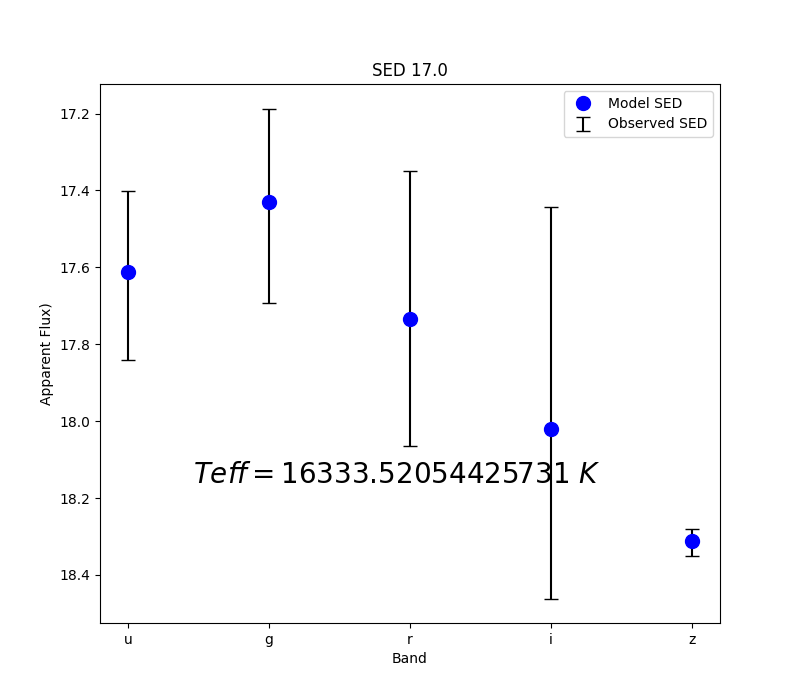 SED 17.0
Model SED
Observed SED
17.2
17.4
17.6
17.8
18.0
18.2
18.4
Apparent Flux)
Teff = 16333.52054425731 K
u g r i z
Band